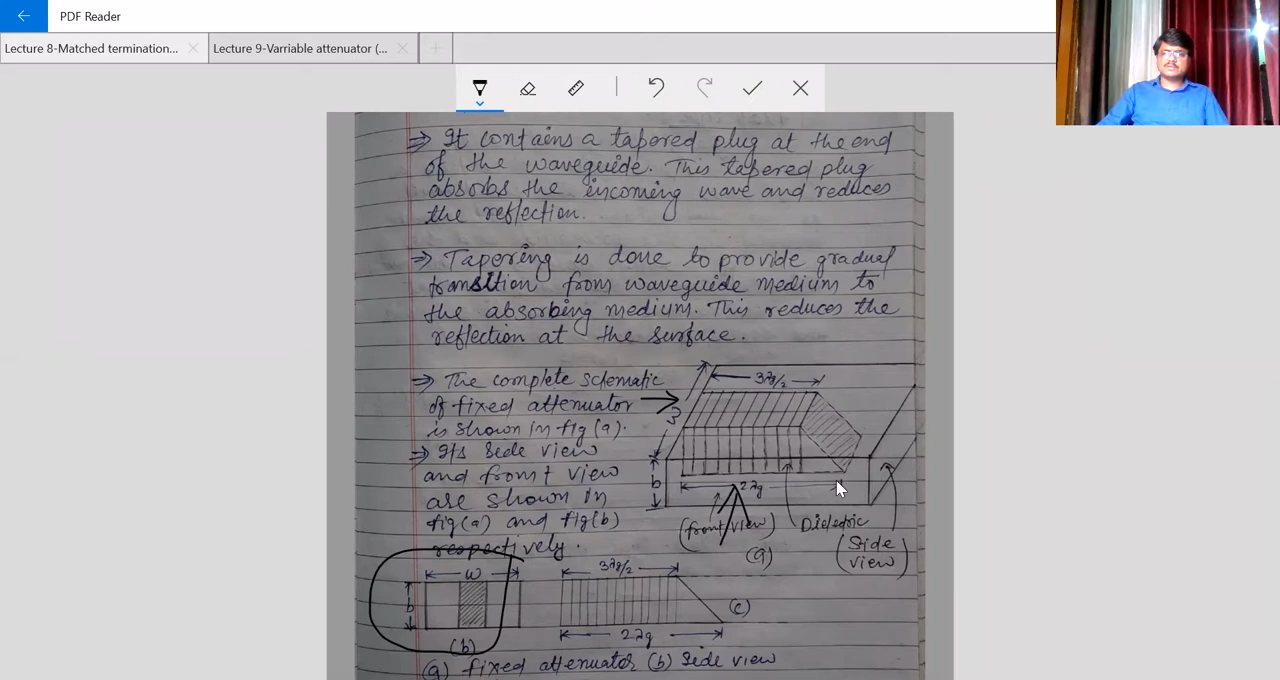 PDF Reader
Lecture 8-Matched termination...
Lecture 9-Varriable attenuator (...
⇒ It contains a tapered plug at the end
of the waveguide. This tapered plug
absorbs the incoming wave and reduces
the reflection.
⇒ Tapering is done to provide gradual
transition from waveguide medium to
the absorbing medium. This reduces the
reflection at the surface.
⇒ The complete schematic
of fixed attenuator
is shown in fig (a).
⇒ Its side view
and front view
are shown in
fig(a) and fig(b)
respectively.
3λg/2
b
2λg
(front view)
Dielectric
(Side
view)
(a)
w
b
(b)
3λg/2
2λg
(c)
(a) fixed attenuator (b) side view